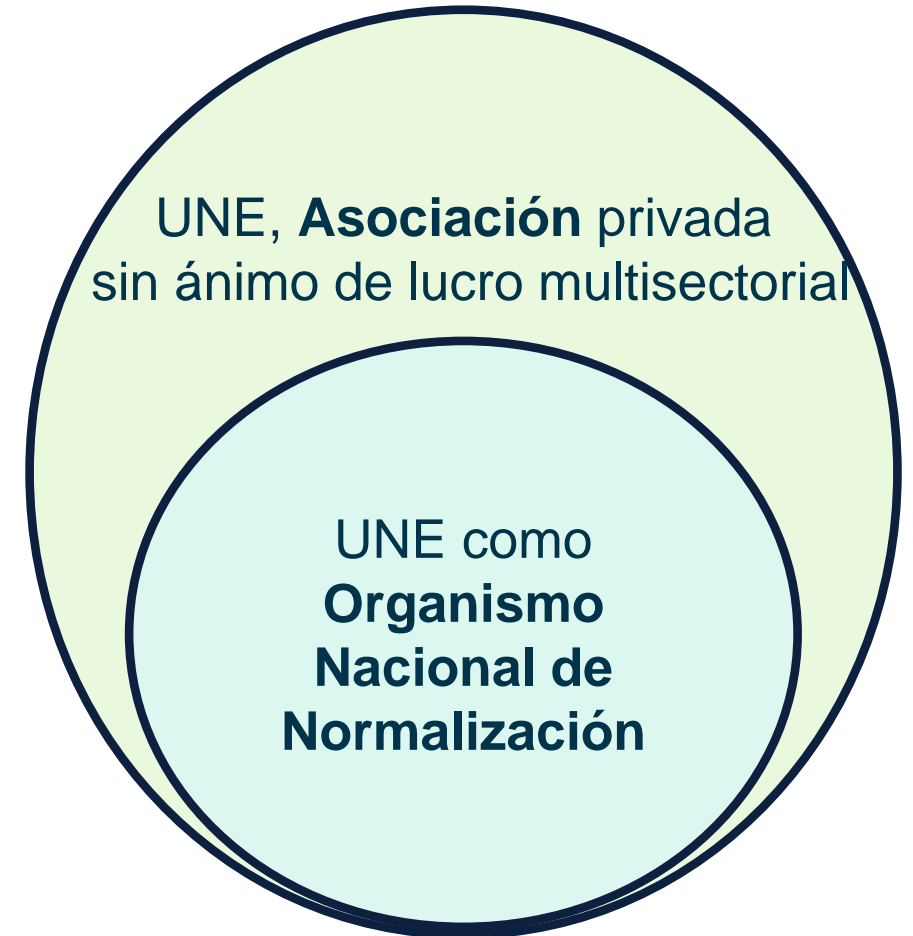 UNE, Asociación privada
sin ánimo de lucro multisectorial
UNE como
Organismo
Nacional de
Normalización